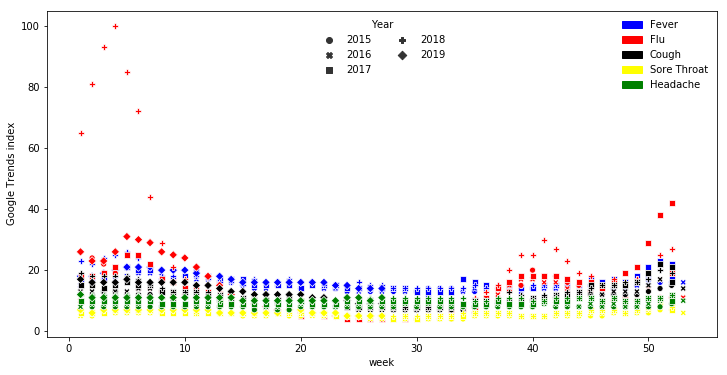 Year
2015
2018
2016
2019
2017
Fever
Flu
Cough
Sore Throat
Headache
Google Trends index
100
80
60
40
20
0
0
10
20
30
40
50
week